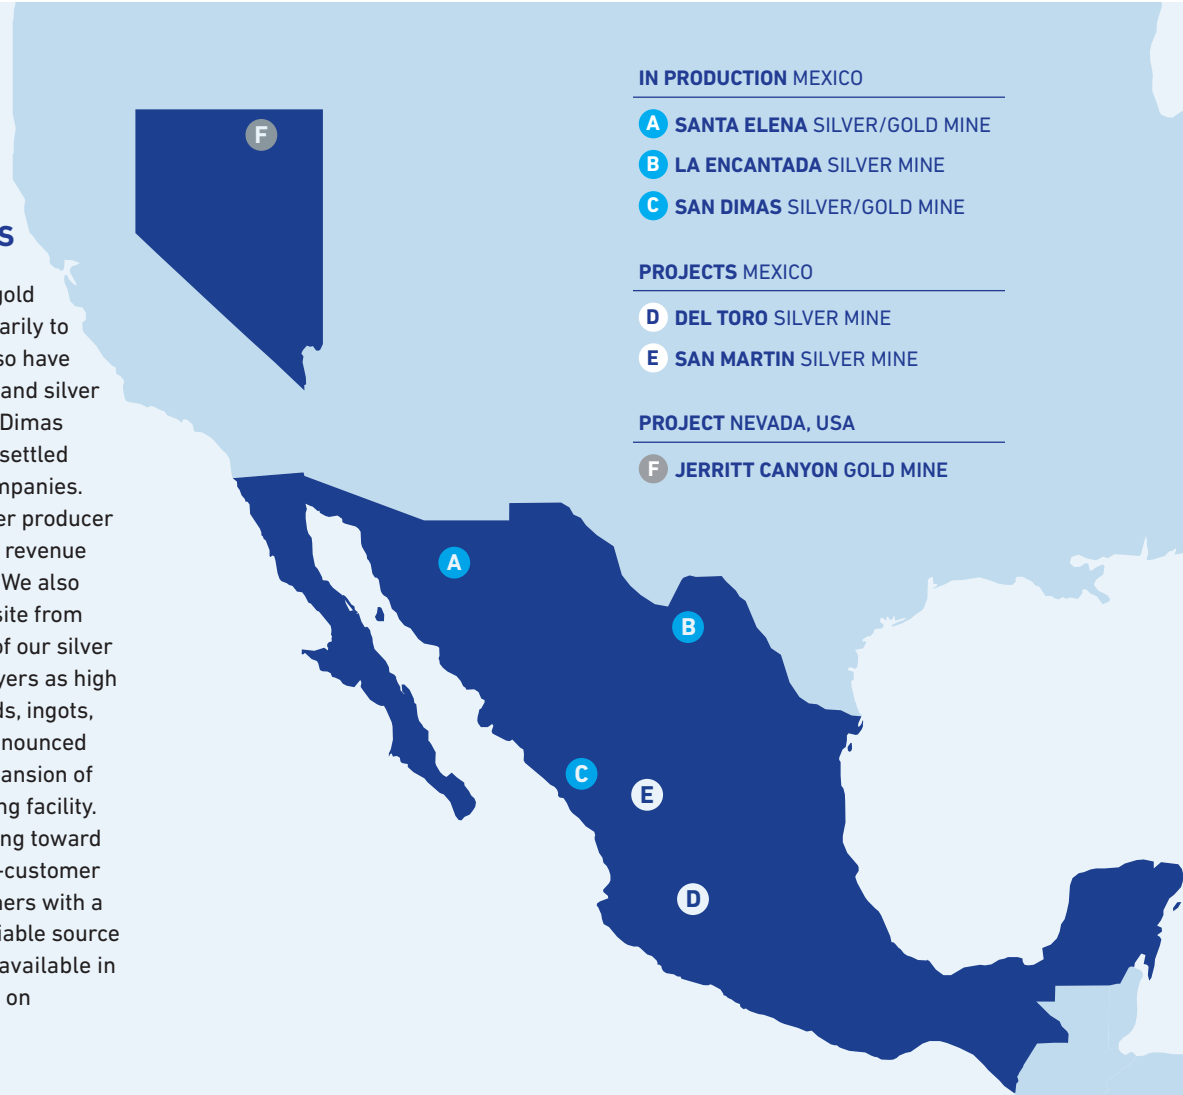 S
gold
arily to
so have
and silver
Dimas
settled
mpanies.
er producer
revenue
We also
site from
of our silver
yers as high
ds, ingots,
nounced
ansion of
ng facility.
ng toward
-customer
ners with a
iable source
available in
on
F
IN PRODUCTION MEXICO
A SANTA ELENA SILVER/GOLD MINE
B LA ENCANTADA SILVER MINE
C SAN DIMAS SILVER/GOLD MINE
PROJECTS MEXICO
D DEL TORO SILVER MINE
E SAN MARTIN SILVER MINE
PROJECT NEVADA, USA
F JERRITT CANYON GOLD MINE
A
B
C
E
D